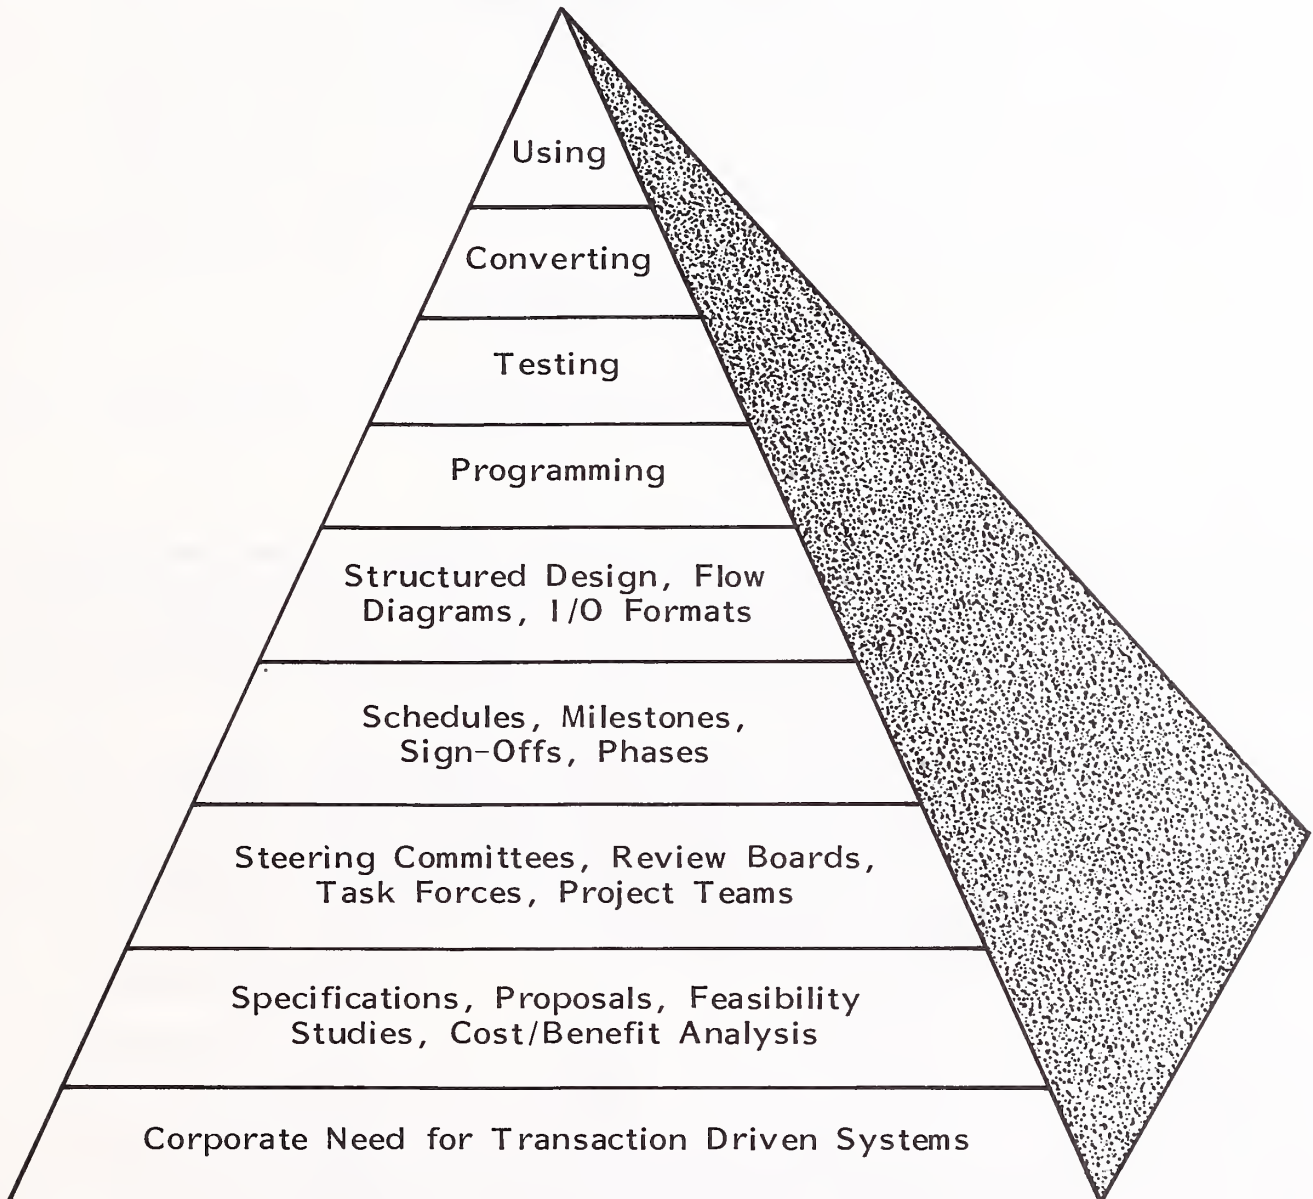 Using
Converting
Testing
Programming
Structured Design, Flow
Diagrams, I/O Formats
Schedules, Milestones,
Sign-Offs, Phases
Steering Committees, Review Boards,
Task Forces, Project Teams
Specifications, Proposals, Feasibility
Studies, Cost/Benefit Analysis
Corporate Need for Transaction Driven Systems